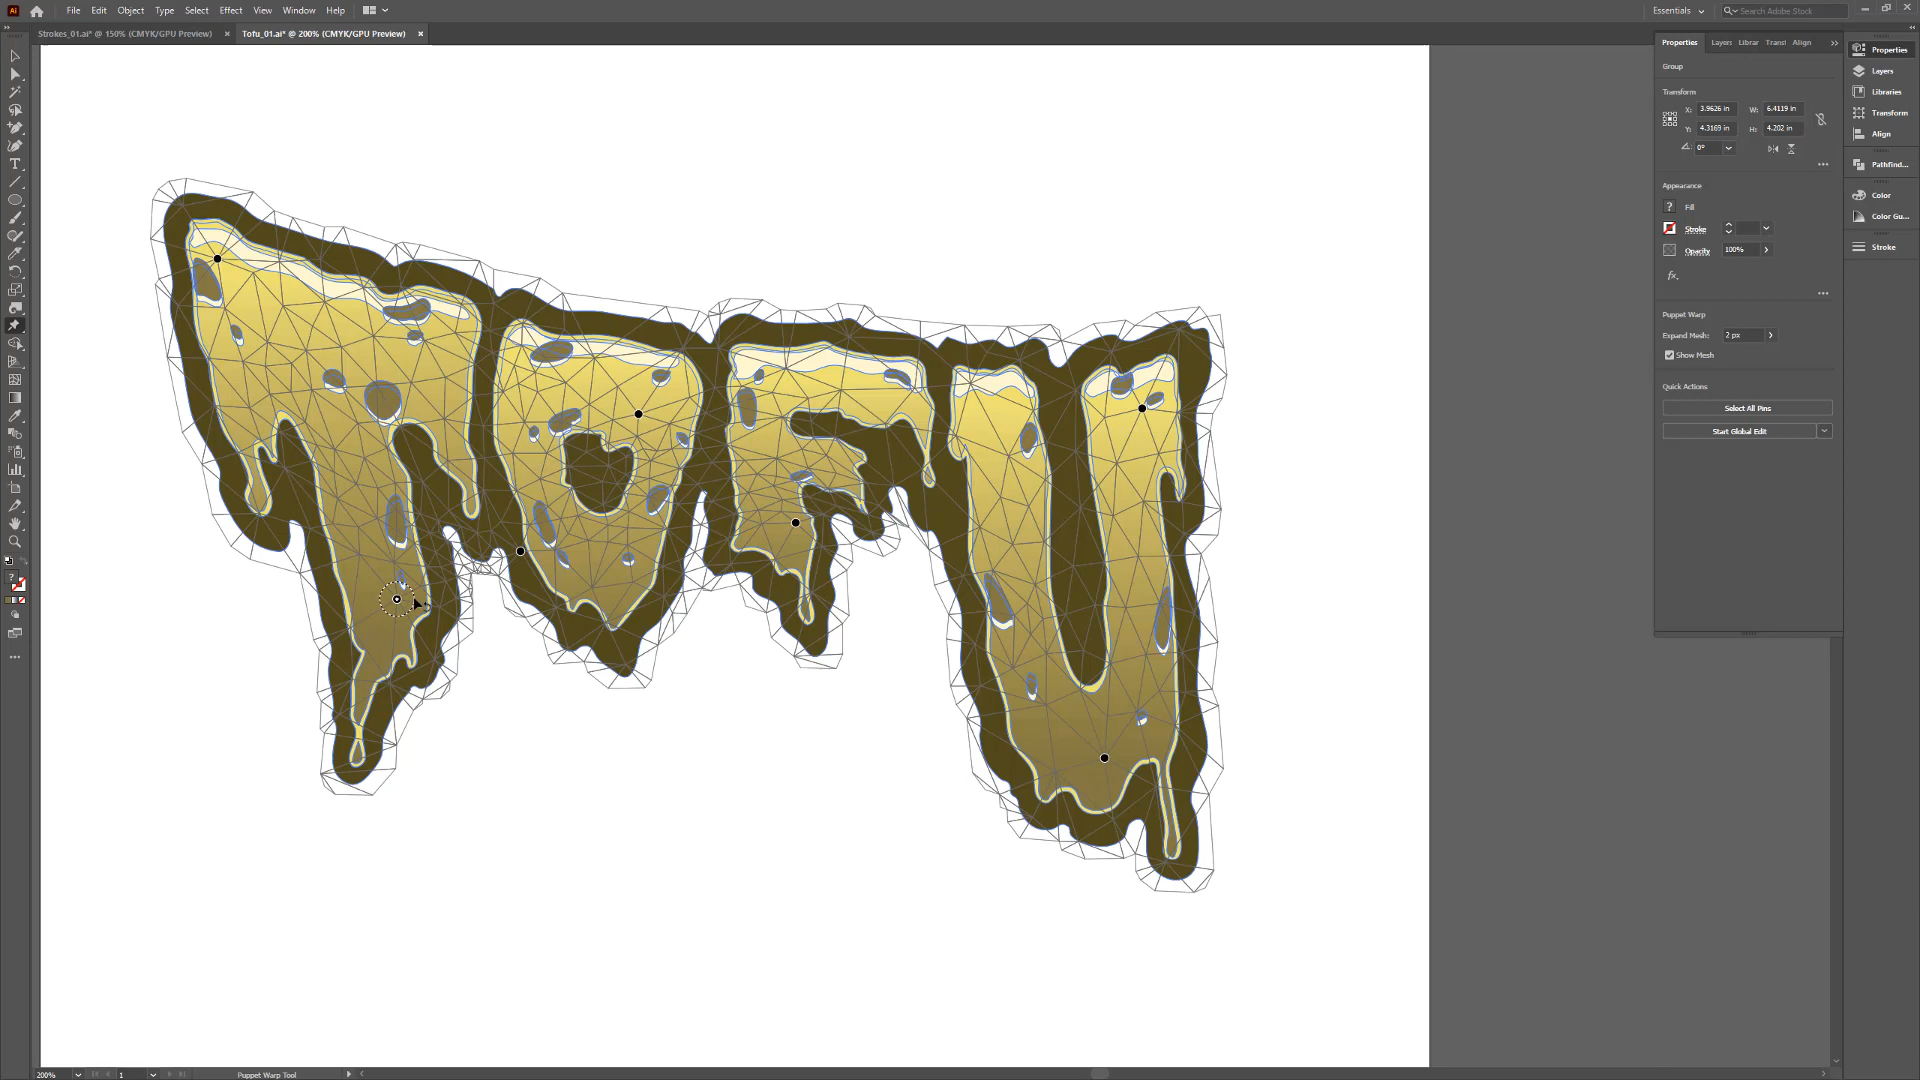 Ai File Edit Object Type Select Effect View Window Help Essentials Search Adobe Stock
Strokes_01.ai* @ 150% (CMYK/GPU Preview) × Tofu_01.ai* @ 200% (CMYK/GPU Preview) ×
Properties Layers Librar Transf Align
Group
Transform
X: 3.9626 in W: 6.4119 in
Y: 4.3169 in H: 4.202 in
0°
Appearance
? Fill
Stroke
Opacity 100%
fx.
Puppet Warp
Expand Mesh: 2 px
Show Mesh
Quick Actions
Select All Pins
Start Global Edit
Properties
Layers
Libraries
Transform
Align
Pathfind...
Color
Color Gu...
Stroke
TOFU
200% 1 Puppet Warp Tool